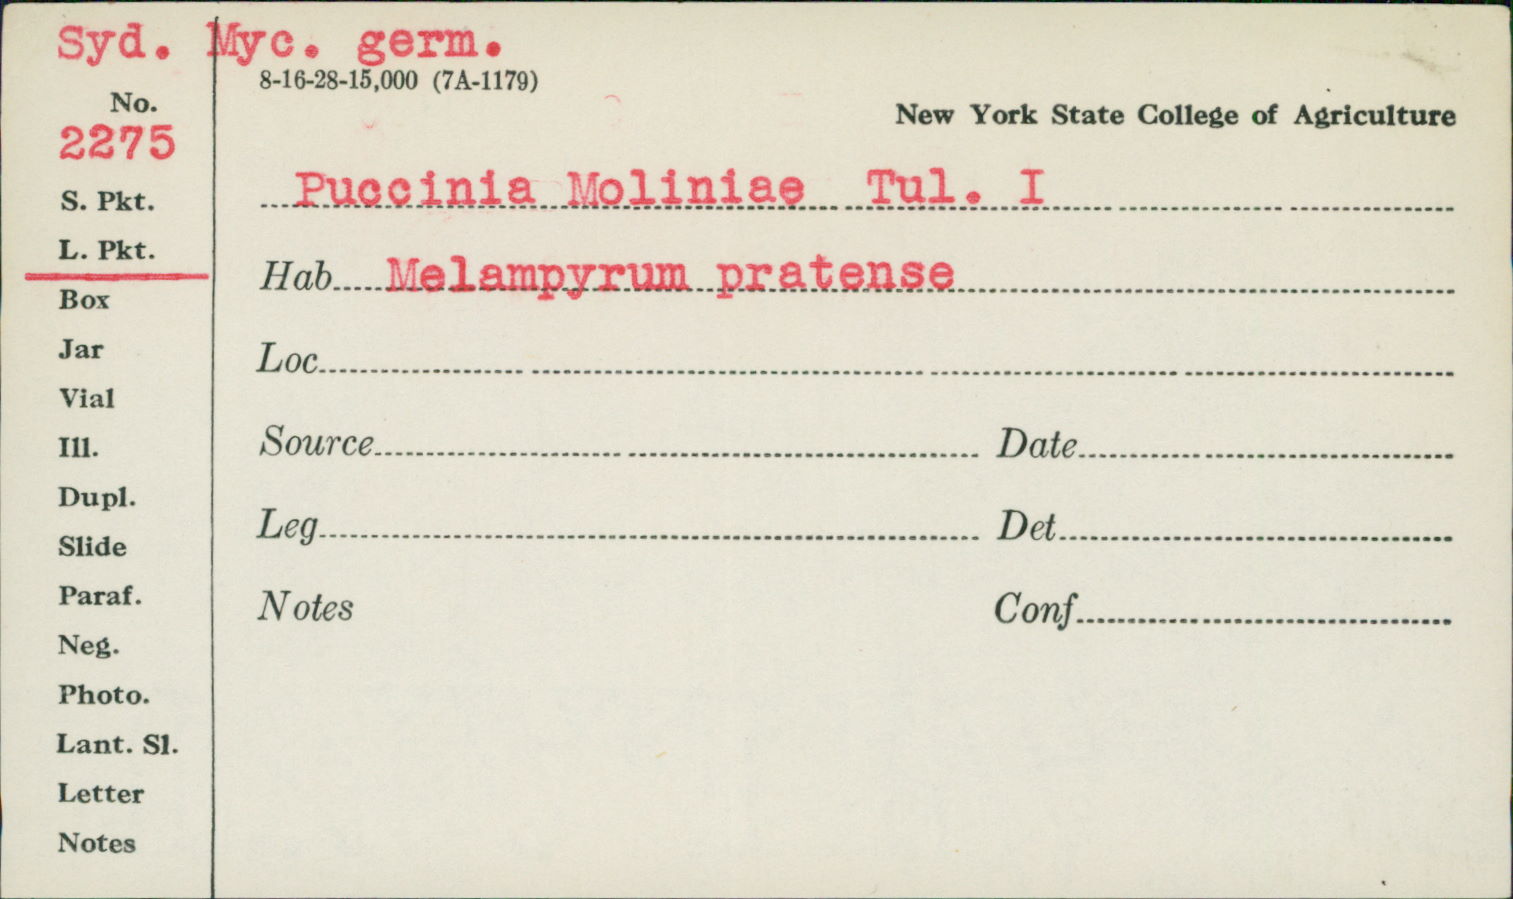 Syd. Myc. germ.
8-16-28-15,000 (7A-1179)
No.
2275
New York State College of Agriculture
S. Pkt.
Puccinia Moliniae Tul. I
L. Pkt.
Hab Melampyrum pratense
Box
Jar
Loc
Vial
Ill.
Source Date
Dupl.
Slide
Leg Det
Paraf.
Notes Conf
Neg.
Photo.
Lant. Sl.
Letter
Notes